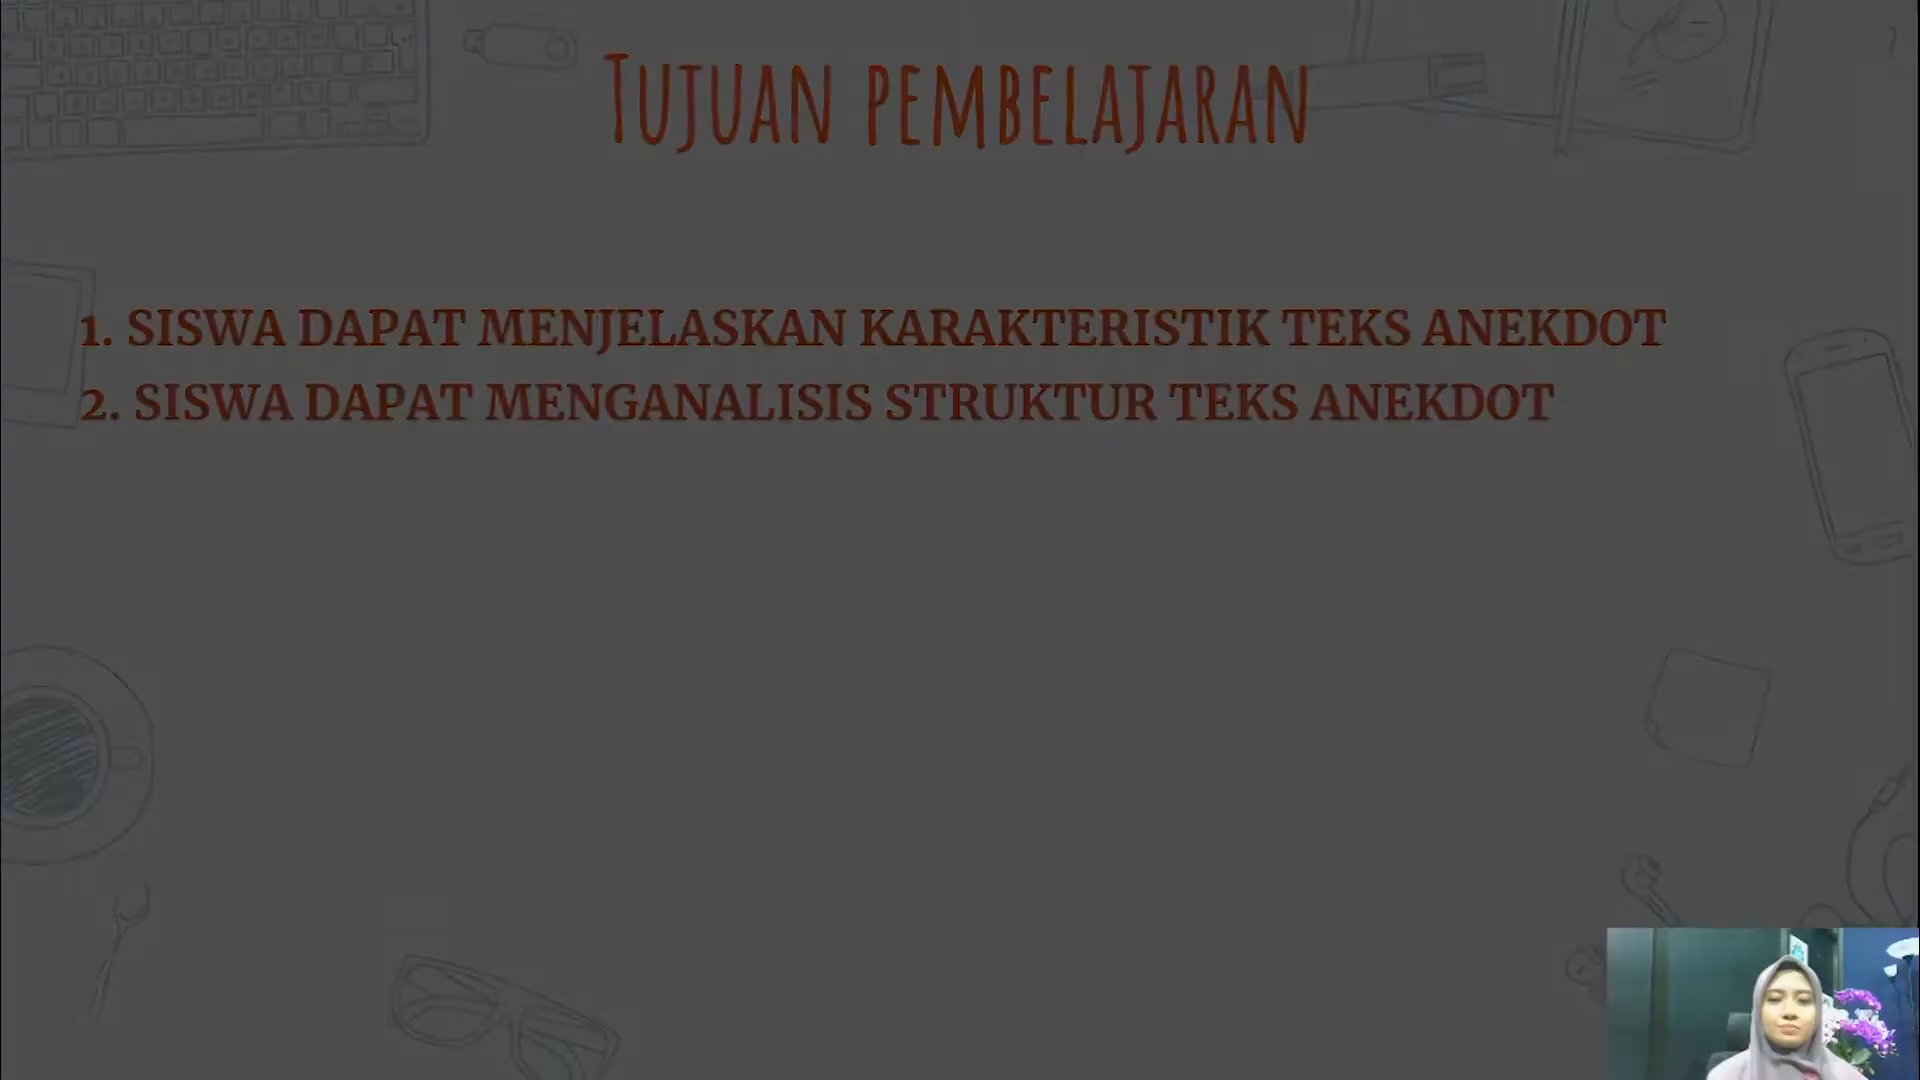 Tujuan pembelajaran
1. SISWA DAPAT MENJELASKAN KARAKTERISTIK TEKS ANEKDOT
2. SISWA DAPAT MENGANALISIS STRUKTUR TEKS ANEKDOT